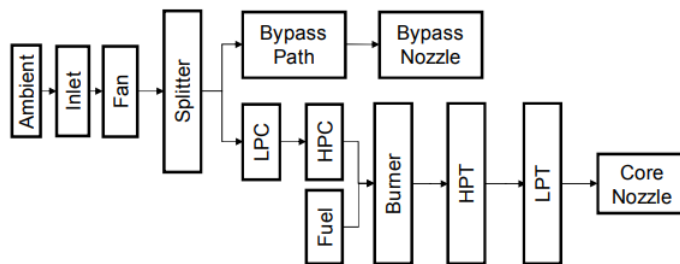 Ambient
Inlet
Fan
Splitter
Bypass
Path
Bypass
Nozzle
LPC
HPC
Fuel
Burner
HPT
LPT
Core
Nozzle